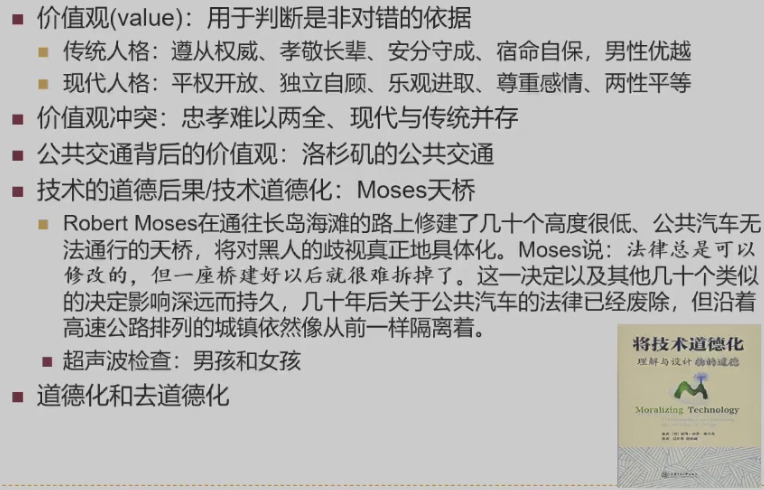 价值观(value)：用于判断是非对错的依据
传统人格：遵从权威、孝敬长辈、安分守成、宿命自保，男性优越
现代人格：平权开放、独立自顾、乐观进取、尊重感情、两性平等
价值观冲突：忠孝难以两全、现代与传统并存
公共交通背后的价值观：洛杉矶的公共交通
技术的道德后果/技术道德化：Moses天桥
Robert Moses在通往长岛海滩的路上修建了几十个高度很低、公共汽车无
法通行的天桥，将对黑人的歧视真正地具体化。Moses说：法律总是可以
修改的，但一座桥建好以后就很难拆掉了。这一决定以及其他几十个类似
的决定影响深远而持久，几十年后关于公共汽车的法律已经废除，但沿着
高速公路排列的城镇依然像从前一样隔离着。
超声波检查：男孩和女孩
道德化和去道德化
将技术道德化
理解与设计物的道德
Moralizing Technology